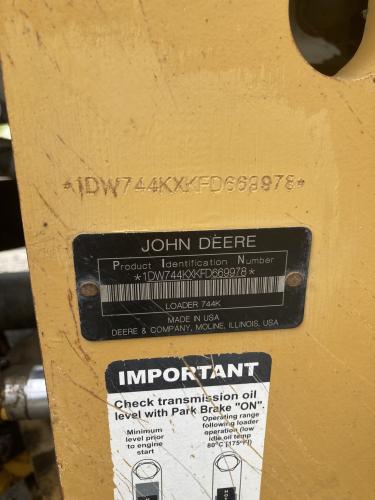 *1DW744KXKFD669978*
JOHN DEERE
Product Identification Number
*1DW744KXKFD669978*
LOADER 744K
MADE IN USA
DEERE & COMPANY, MOLINE, ILLINOIS, USA
IMPORTANT
Check transmission oil
level with Park Brake "ON".
Minimum
level prior
to engine
start
Operating range
following loader
operation (low
idle oil temp
80°C [175°F])